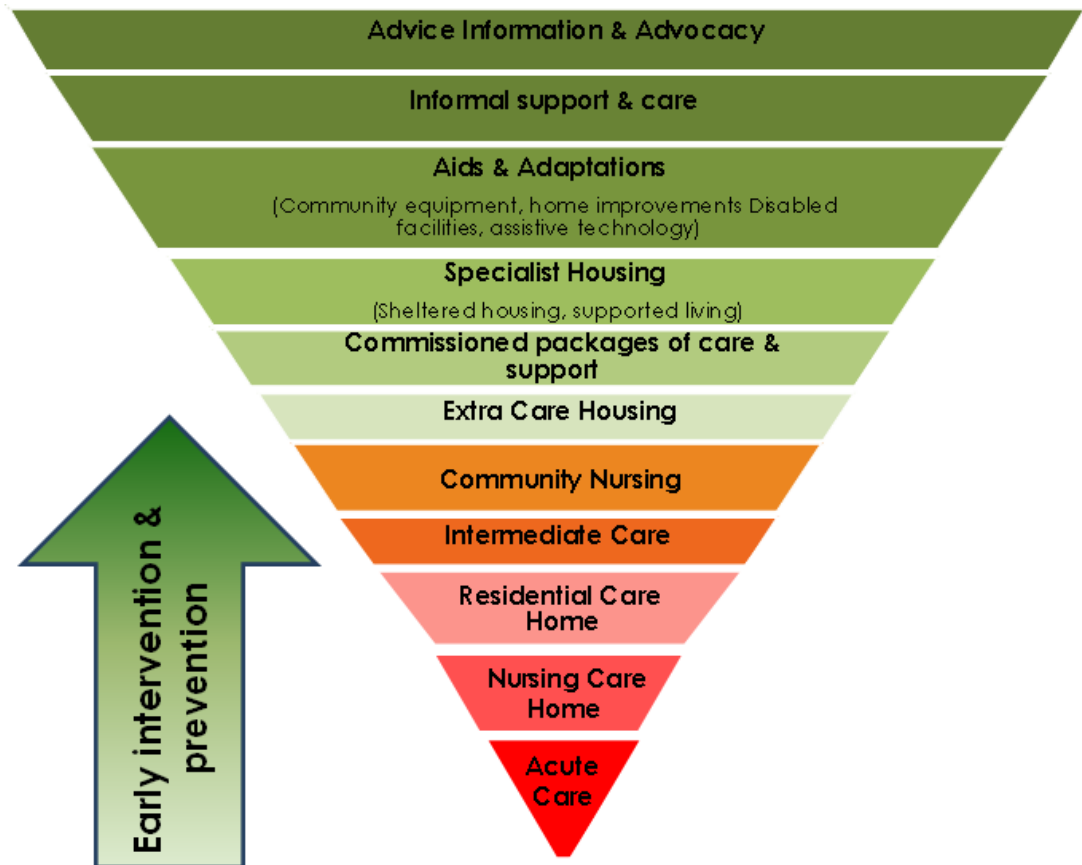 Advice Information & Advocacy
Informal support & care
Aids & Adaptations
(Community equipment, home improvements Disabled
facilities, assistive technology)
Specialist Housing
(Sheltered housing, supported living)
Commissioned packages of care &
support
Extra Care Housing
Community Nursing
Intermediate Care
Residential Care
Home
Nursing Care
Home
Acute
Care
Early intervention &
prevention